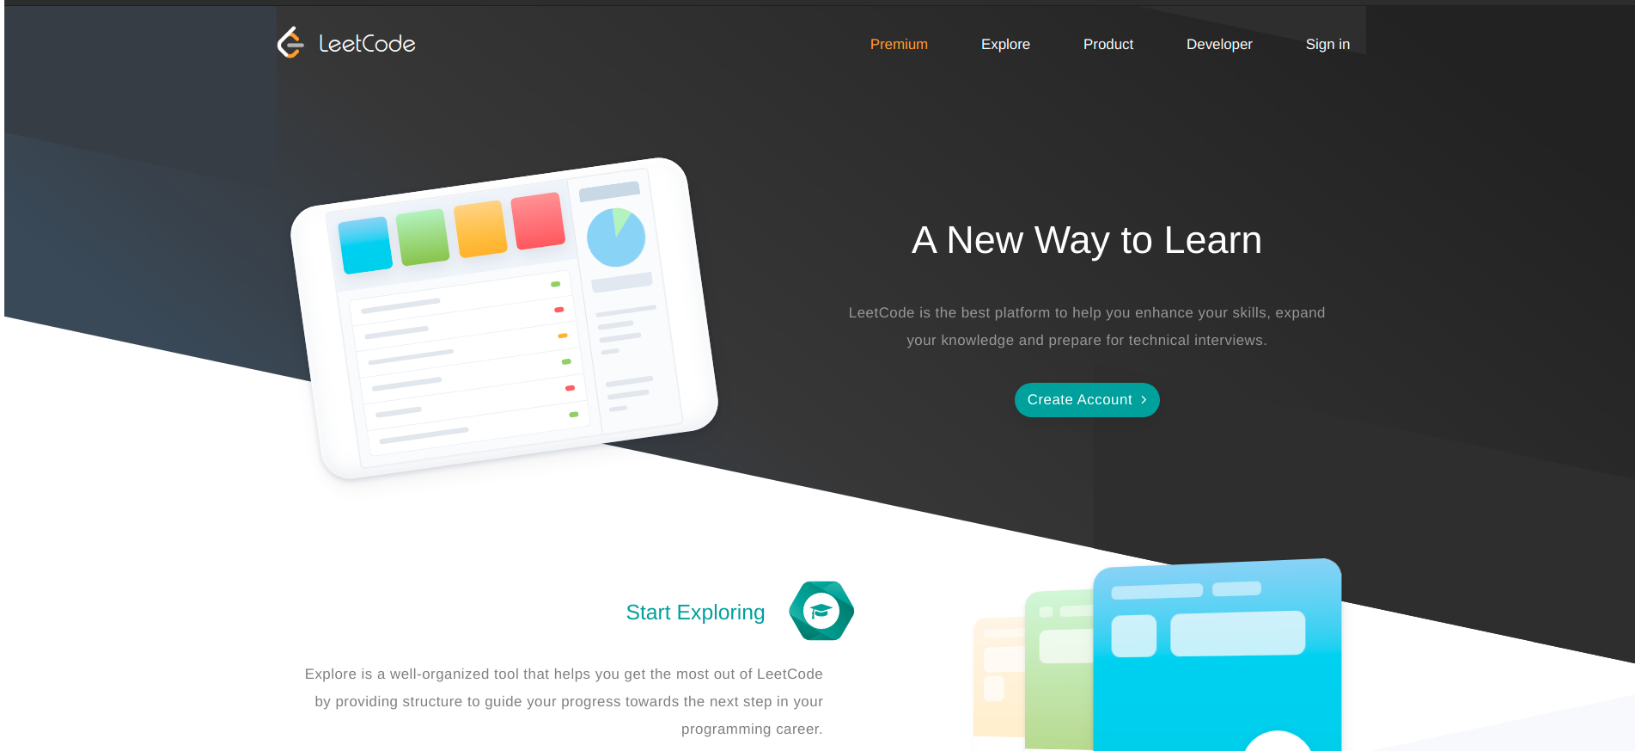 LeetCode
Premium Explore Product Developer Sign in
A New Way to Learn
LeetCode is the best platform to help you enhance your skills, expand
your knowledge and prepare for technical interviews.
Create Account
Start Exploring
Explore is a well-organized tool that helps you get the most out of LeetCode
by providing structure to guide your progress towards the next step in your
programming career.